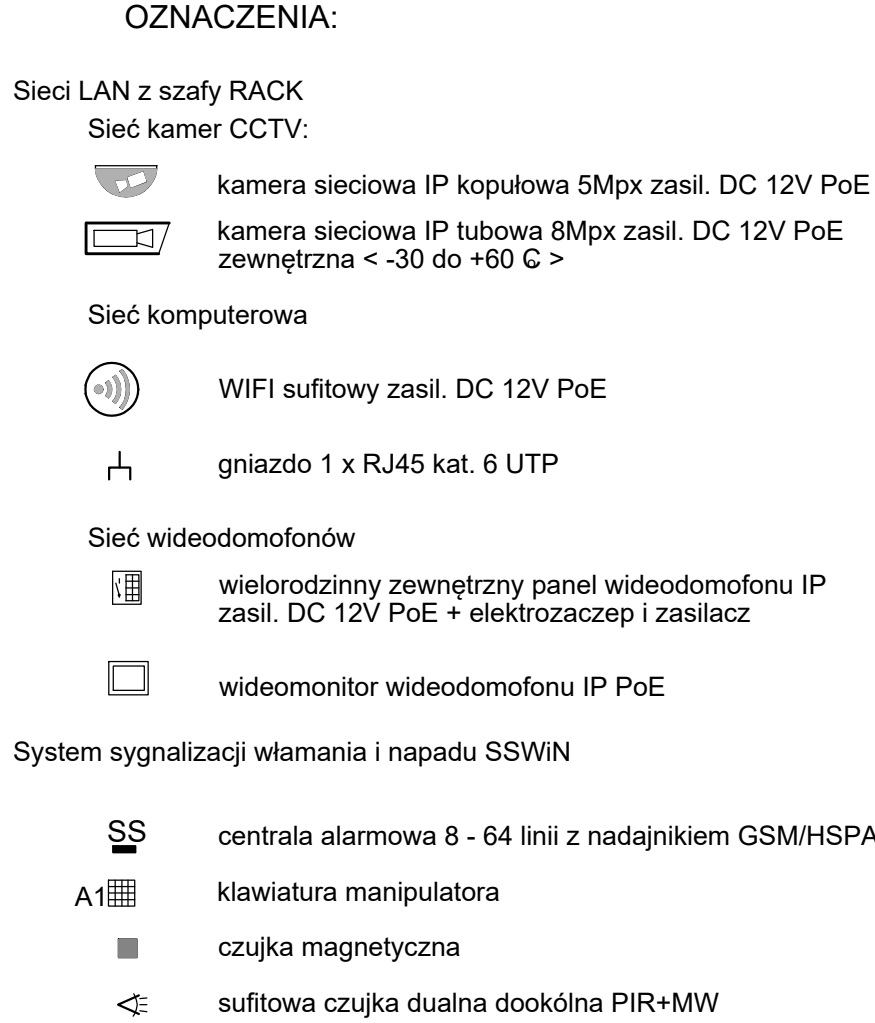 OZNACZENIA:
Sieci LAN z szafy RACK
Sieć kamer CCTV:
kamera sieciowa IP kopułowa 5Mpx zasil. DC 12V PoE
kamera sieciowa IP tubowa 8Mpx zasil. DC 12V PoE
zewnętrzna < -30 do +60 C >
Sieć komputerowa
WIFI sufitowy zasil. DC 12V PoE
gniazdo 1 x RJ45 kat. 6 UTP
Sieć wideodomofonów
wielorodzinny zewnętrzny panel wideodomofonu IP
zasil. DC 12V PoE + elektrozaczep i zasilacz
wideomonitor wideodomofonu IP PoE
System sygnalizacji włamania i napadu SSWiN
SS centrala alarmowa 8 - 64 linii z nadajnikiem GSM/HSPA
A1 klawiatura manipulatora
czujka magnetyczna
sufitowa czujka dualna dookólna PIR+MW